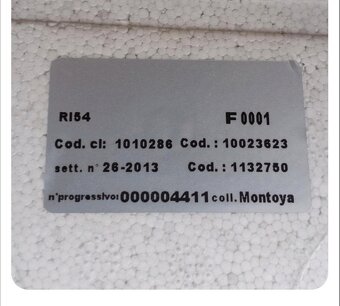 RI54 F 0001
Cod. cl: 1010286 Cod. : 10023623
sett. n° 26-2013 Cod. : 1132750
n°progressivo: 000004411 coll. Montoya